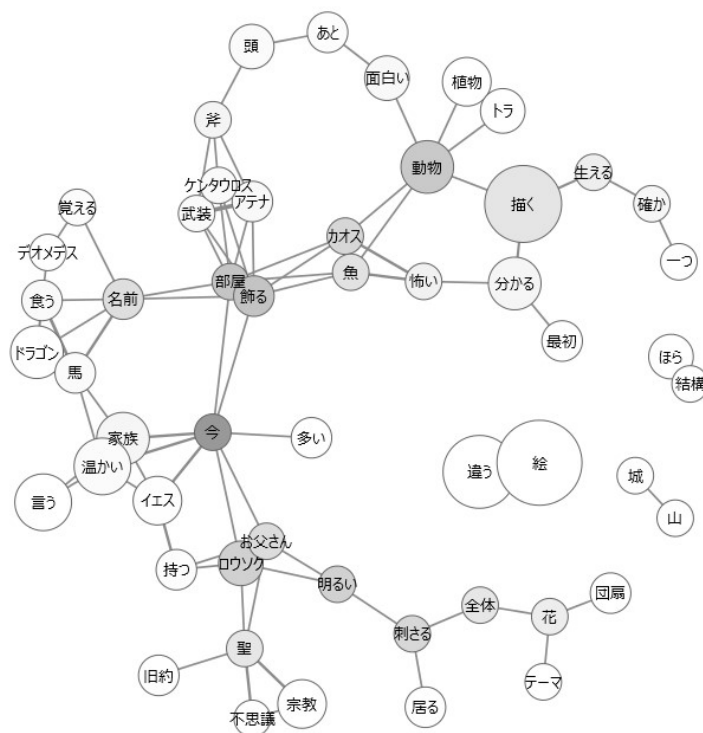 頭
あと
面白い
植物
トラ
斧
動物
生える
ケンタウロス
アテナ
武装
描く
確か
覚える
カオス
一つ
デオメデス
部屋
魚
怖い
分かる
食う
名前
飾る
最初
ドラゴン
馬
ほら
結構
家族
今
多い
温かい
違う
絵
城
言う
イエス
山
お父さん
持つ
ロウソク
明るい
全体
団扇
花
刺さる
聖
旧約
テーマ
不思議
宗教
居る